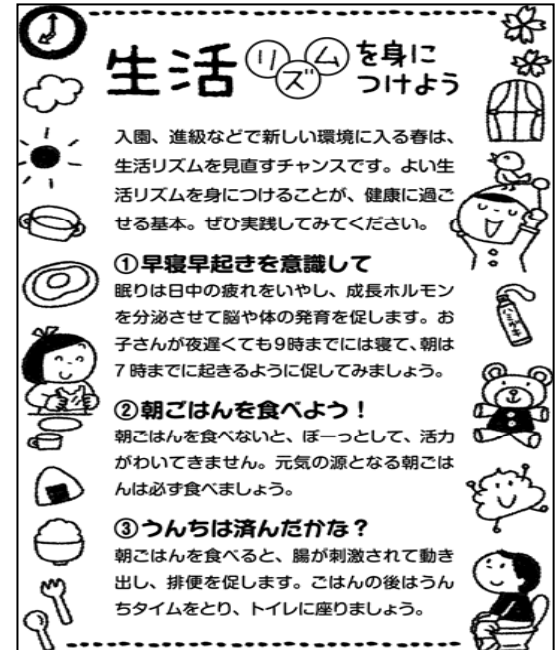 生活リズムを身に
つけよう
入園、進級などで新しい環境に入る春は、
生活リズムを見直すチャンスです。よい生
活リズムを身につけることが、健康に過ご
せる基本。ぜひ実践してみてください。
①早寝早起きを意識して
眠りは日中の疲れをいやし、成長ホルモン
を分泌させて脳や体の発育を促します。お
子さんが夜遅くても9時までには寝て、朝は
7時までに起きるように促してみましょう。
ハミガキ
②朝ごはんを食べよう！
朝ごはんを食べないと、ぼーっとして、活力
がわいてきません。元気の源となる朝ごは
んは必ず食べましょう。
③うんちは済んだかな？
朝ごはんを食べると、腸が刺激されて動き
出し、排便を促します。ごはんの後はうん
ちタイムをとり、トイレに座りましょう。